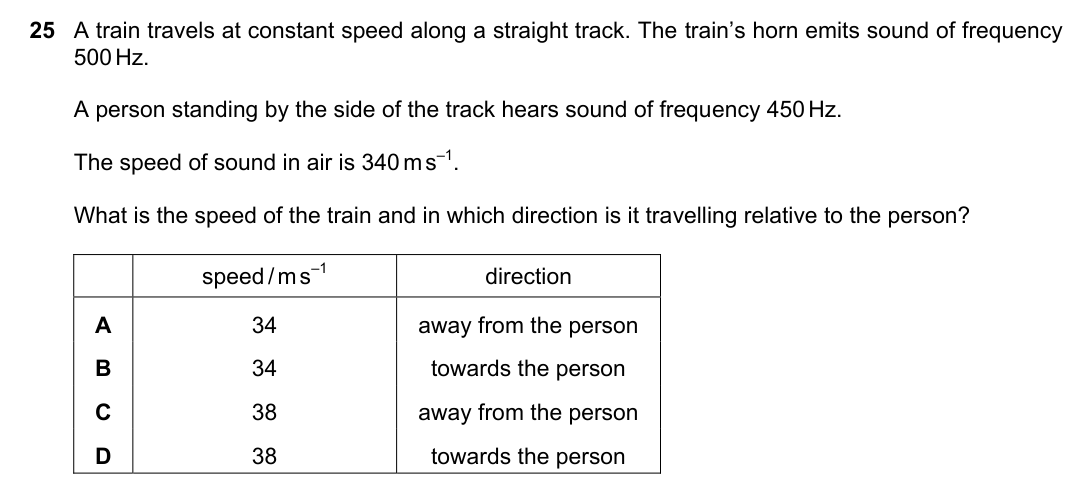 25 A train travels at constant speed along a straight track. The train’s horn emits sound of frequency
500 Hz.
A person standing by the side of the track hears sound of frequency 450 Hz.
The speed of sound in air is 340 m s⁻¹.
What is the speed of the train and in which direction is it travelling relative to the person?
speed / m s⁻¹ direction
A 34 away from the person
B 34 towards the person
C 38 away from the person
D 38 towards the person